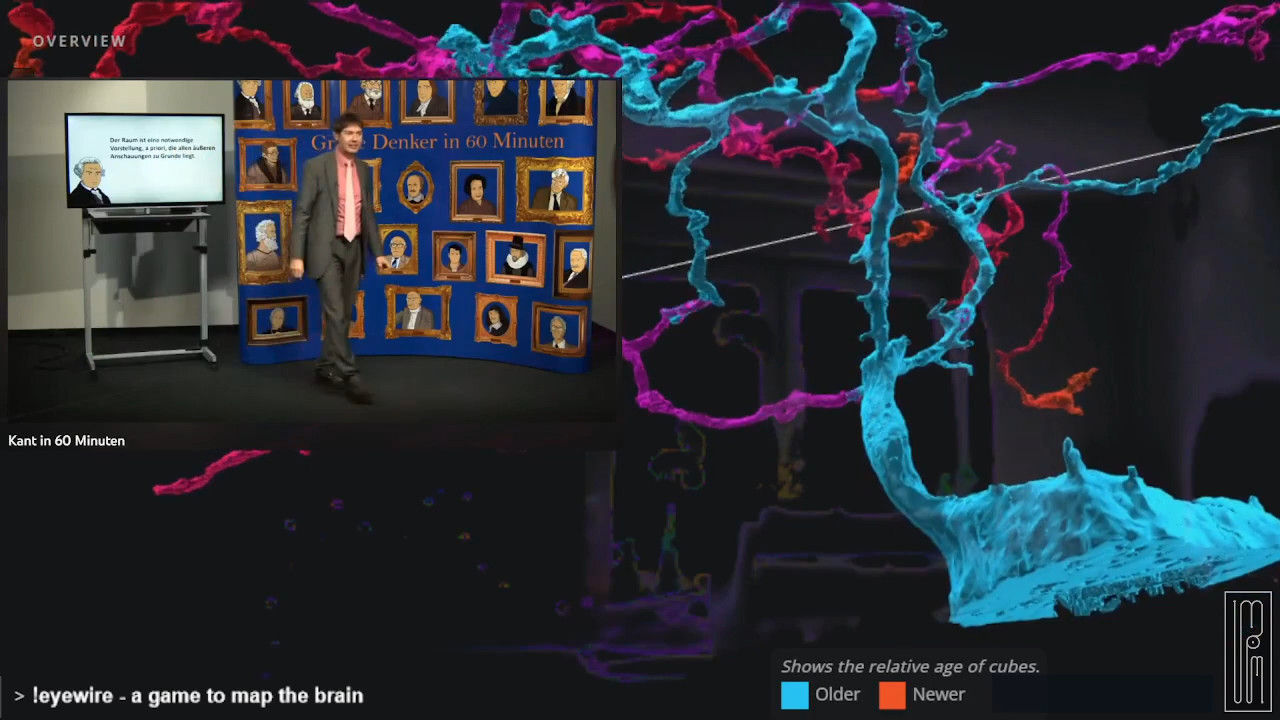 OVERVIEW
Der Raum ist eine notwendige
Vorstellung, a priori, die allen äußeren
Anschauungen zu Grunde liegt.
Denker in 60 Minuten
Kant in 60 Minuten
Shows the relative age of cubes.
Older
Newer
> !eyewire - a game to map the brain